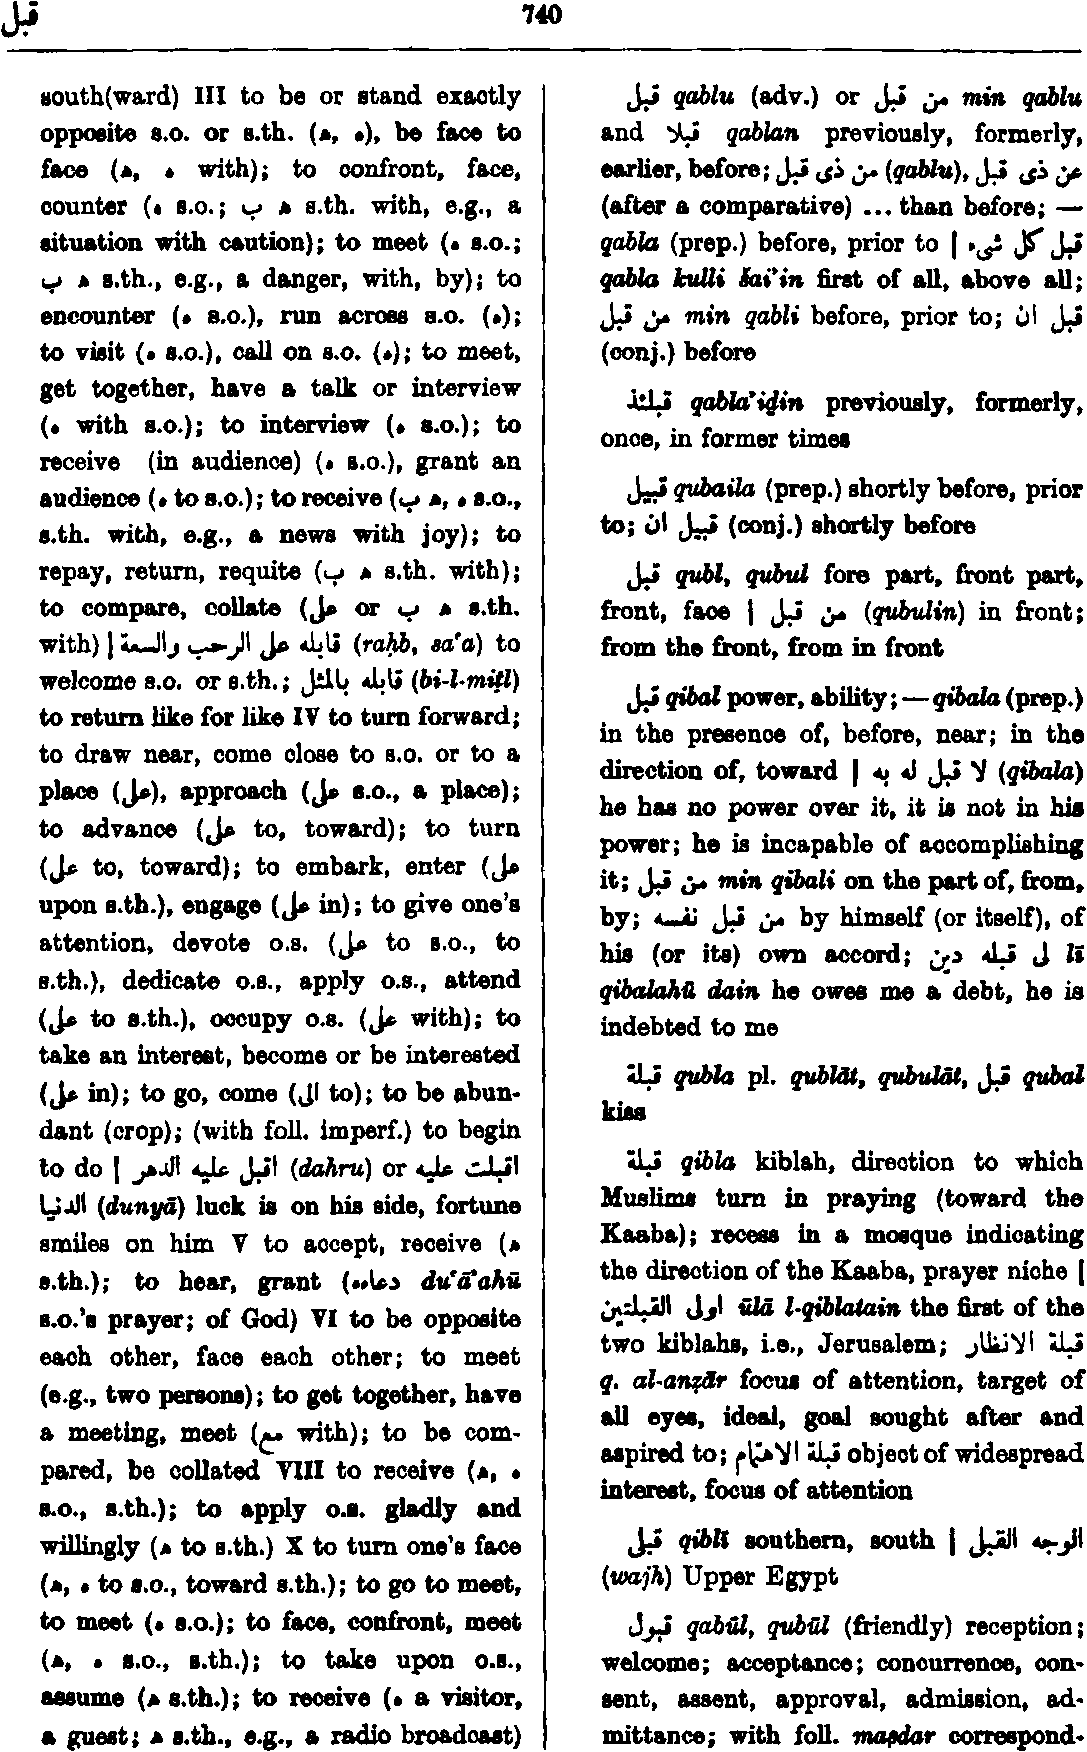 قبل
740
south(ward) III to be or stand exactly
opposite s.o. or s.th. (ه, ه), be face to
face (ه, ه with); to confront, face,
counter (ه s.o.; ه ب s.th. with, e.g., a
situation with caution); to meet (ه s.o.;
ه ب s.th., e.g., a danger, with, by); to
encounter (ه s.o.), run across s.o. (ه);
to visit (ه s.o.), call on s.o. (ه); to meet,
get together, have a talk or interview
(ه with s.o.); to interview (ه s.o.); to
receive (in audience) (ه s.o.), grant an
audience (ه to s.o.); to receive (ه, ه ب s.o.,
s.th. with, e.g., a news with joy); to
repay, return, requite (ه ب s.th. with);
to compare, collate (ه ب or على s.th.
with) | قابله على الرحب والسعة (raḥb, saʿa) to
welcome s.o. or s.th.; قابله بالمثل (bi-l-miṯl)
to return like for like IV to turn forward;
to draw near, come close to s.o. or to a
place (على), approach (على s.o., a place);
to advance (على to, toward); to turn
(على to, toward); to embark, enter (على
upon s.th.), engage (على in); to give one's
attention, devote o.s. (على to s.o., to
s.th.), dedicate o.s., apply o.s., attend
(على to s.th.), occupy o.s. (على with); to
take an interest, become or be interested
(على in); to go, come (الى to); to be abun-
dant (crop); (with foll. imperf.) to begin
to do | اقبل عليه الدهر (dahru) or اقبلت عليه
الدنيا (dunyā) luck is on his side, fortune
smiles on him V to accept, receive (ه
s.th.); to hear, grant (دعاءه duʿāʾahū
s.o.'s prayer; of God) VI to be opposite
each other, face each other; to meet
(e.g., two persons); to get together, have
a meeting, meet (مع with); to be com-
pared, be collated VIII to receive (ه, ه
s.o., s.th.); to apply o.s. gladly and
willingly (ه to s.th.) X to turn one's face
(ه, ه to s.o., toward s.th.); to go to meet,
to meet (ه s.o.); to face, confront, meet
(ه, ه s.o., s.th.); to take upon o.s.,
assume (ه s.th.); to receive (ه a visitor,
a guest; ه s.th., e.g., a radio broadcast)
قبل qablu (adv.) or من قبل min qablu
and قبلا qablan previously, formerly,
earlier, before; من ذى قبل (qablu), عن ذى قبل
(after a comparative) ... than before; —
qabla (prep.) before, prior to | قبل كل شىء
qabla kulli šaiʾin first of all, above all;
من قبل min qabli before, prior to; قبل ان
(conj.) before
قبلئذ qablaʾiḏin previously, formerly,
once, in former times
قبيل qubaila (prep.) shortly before, prior
to; قبيل ان (conj.) shortly before
قبل qubl, qubul fore part, front part,
front, face | من قبل (qubulin) in front;
from the front, from in front
قبل qibal power, ability; — qibala (prep.)
in the presence of, before, near; in the
direction of, toward | لا قبل له به (qibala)
he has no power over it, it is not in his
power; he is incapable of accomplishing
it; من قبل min qibali on the part of, from,
by; من قبل نفسه by himself (or itself), of
his (or its) own accord; لى قبله دين lī
qibalahū dain he owes me a debt, he is
indebted to me
قبلة qubla pl. qublāt, qubulāt, قبل qubal
kiss
قبلة qibla kiblah, direction to which
Muslims turn in praying (toward the
Kaaba); recess in a mosque indicating
the direction of the Kaaba, prayer niche |
اولى القبلتين ūlā l-qiblatain the first of the
two kiblahs, i.e., Jerusalem; قبلة الانظار
q. al-anẓār focus of attention, target of
all eyes, ideal, goal sought after and
aspired to; قبلة الاهتمام object of widespread
interest, focus of attention
قبلى qiblī southern, south | الوجه القبلى
(wajh) Upper Egypt
قبول qabūl, qubūl (friendly) reception;
welcome; acceptance; concurrence, con-
sent, assent, approval, admission, ad-
mittance; with foll. maṣdar correspond-